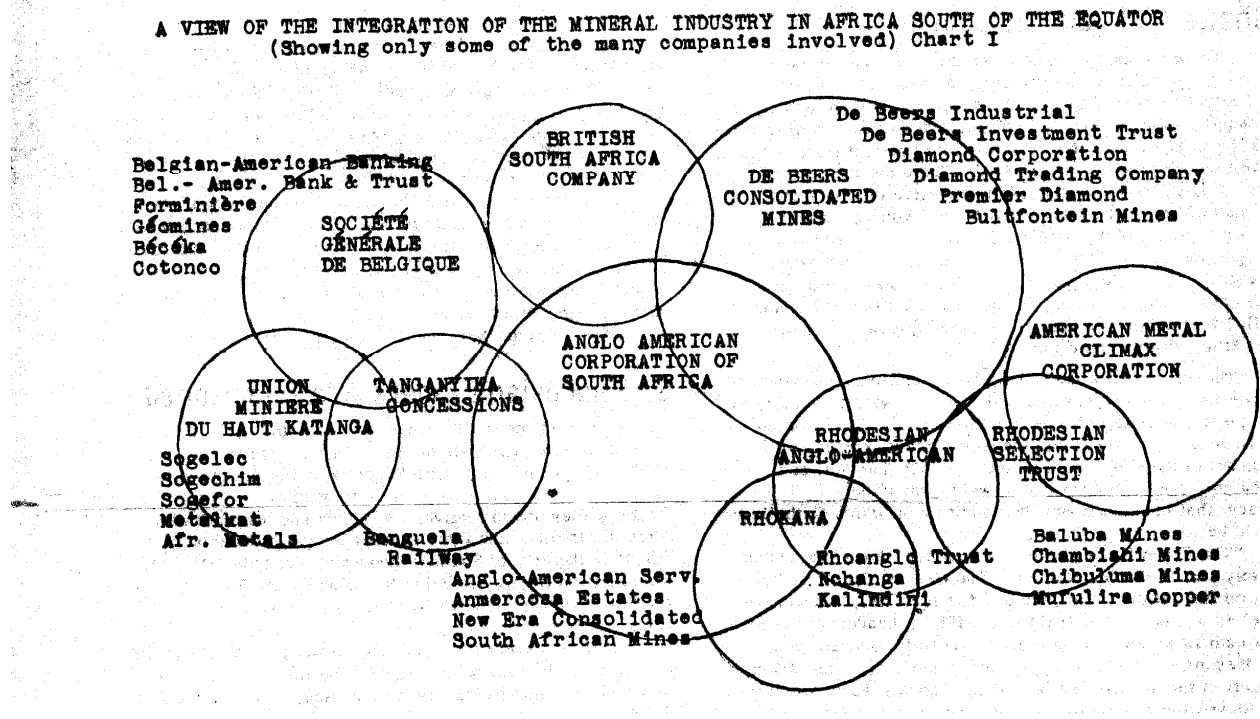 A VIEW OF THE INTEGRATION OF THE MINERAL INDUSTRY IN AFRICA SOUTH OF THE EQUATOR
(Showing only some of the many companies involved) Chart I
Belgian-American Banking
Bel.- Amer. Bank & Trust
Forminière
Géomines
Bécéka
Cotonco
SOCIÉTÉ
GÉNÉRALE
DE BELGIQUE
BRITISH
SOUTH AFRICA
COMPANY
DE BEERS
CONSOLIDATED
MINES
De Beers Industrial
De Beers Investment Trust
Diamond Corporation
Diamond Trading Company
Premier Diamond
Bultfontein Mines
ANGLO AMERICAN
CORPORATION OF
SOUTH AFRICA
AMERICAN METAL
CLIMAX
CORPORATION
UNION
MINIERE
DU HAUT KATANGA
TANGANYIKA
CONCESSIONS
Sogelec
Sogechim
Sogefor
Metalkat
Afr. Metals
Benguela
Railway
RHODESIAN
ANGLO-AMERICAN
RHODESIAN
SELECTION
TRUST
RHOKANA
Rhoanglo Trust
Nchanga
Kalindini
Baluba Mines
Chambishi Mines
Chibuluma Mines
Mufulira Copper
Anglo-American Serv.
Anmercosa Estates
New Era Consolidated
South African Mines